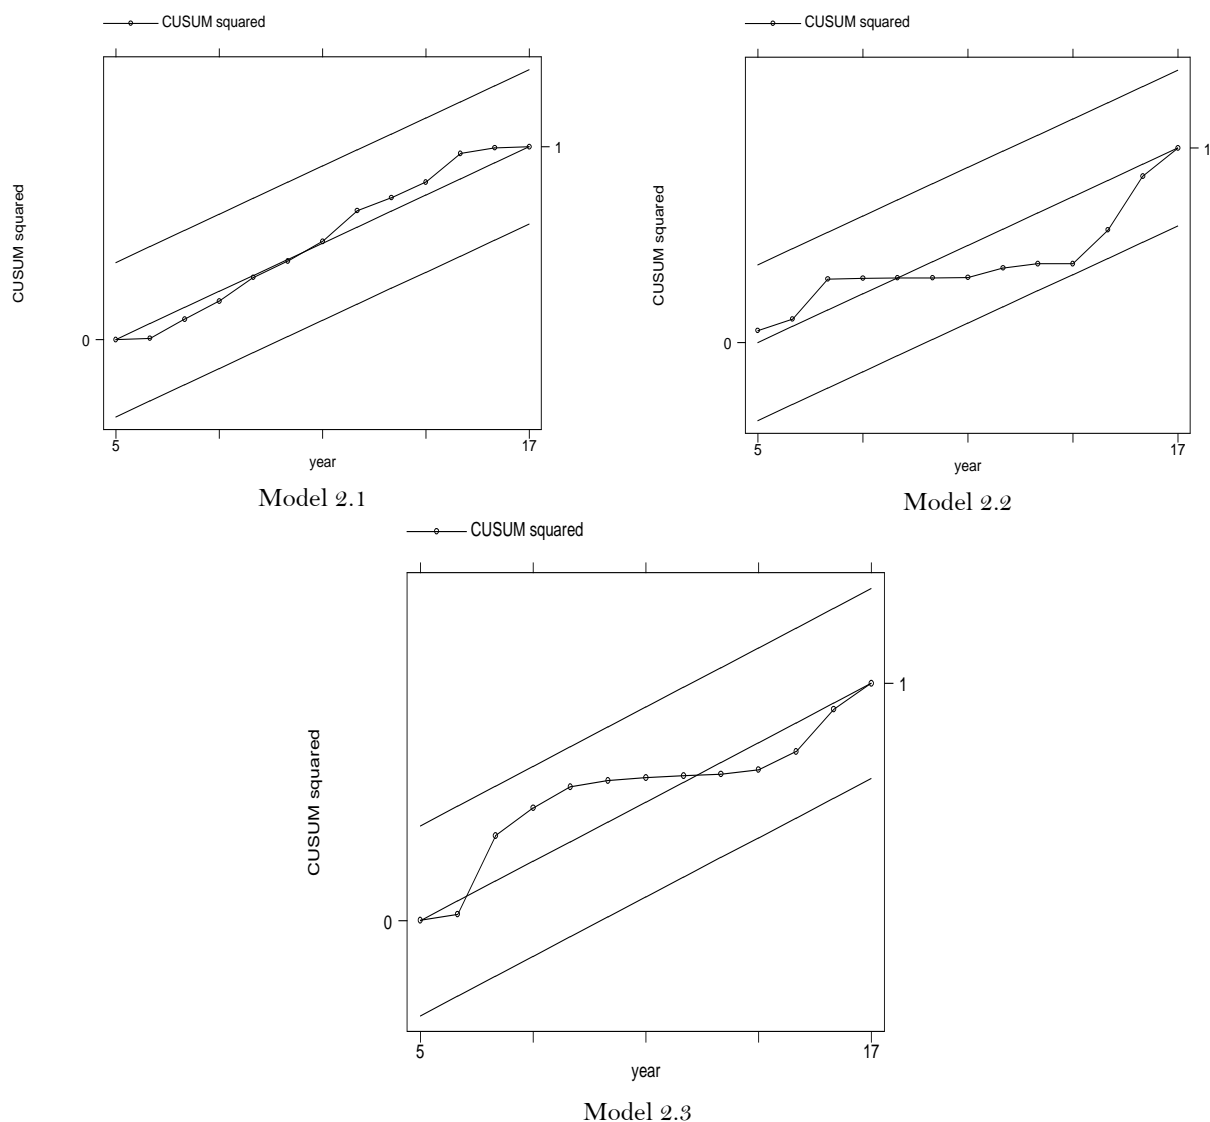 CUSUM squared
CUSUM squared
1
0
5
17
year
Model 2.1
CUSUM squared
CUSUM squared
1
0
5
17
year
Model 2.2
CUSUM squared
CUSUM squared
1
0
5
17
year
Model 2.3